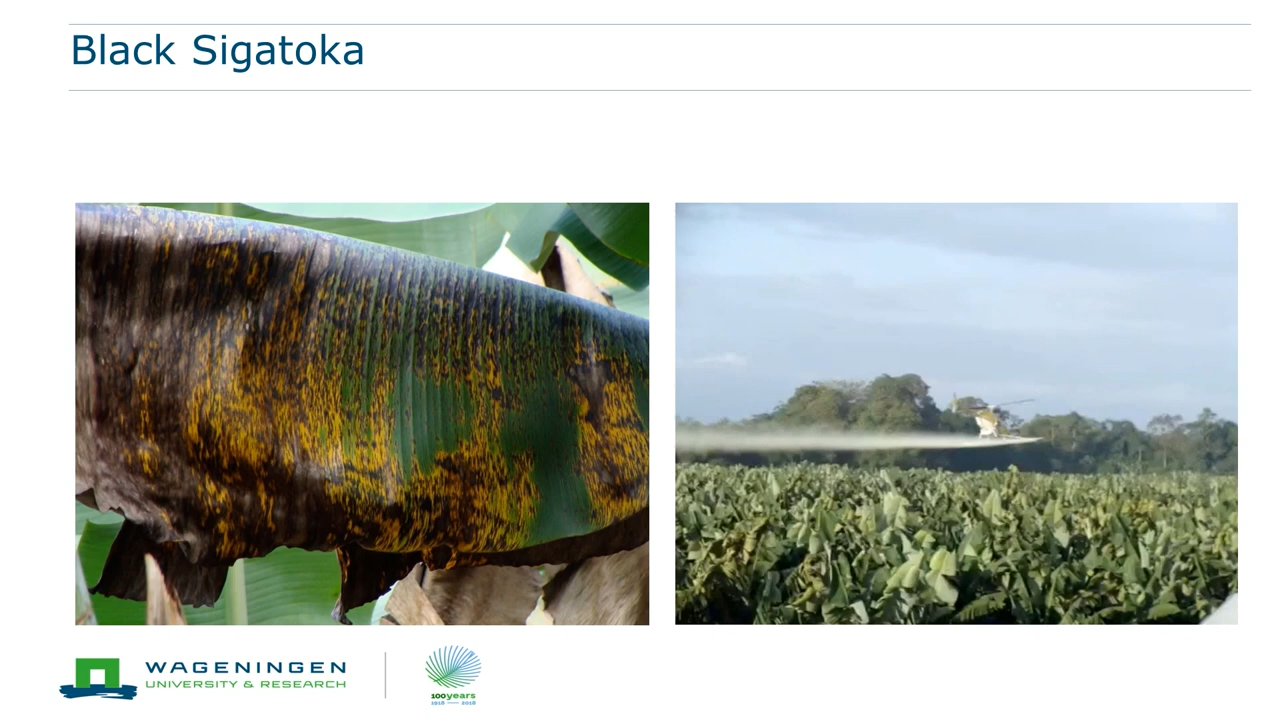 Black Sigatoka
WAGENINGEN
UNIVERSITY & RESEARCH
100years
1918 — 2018